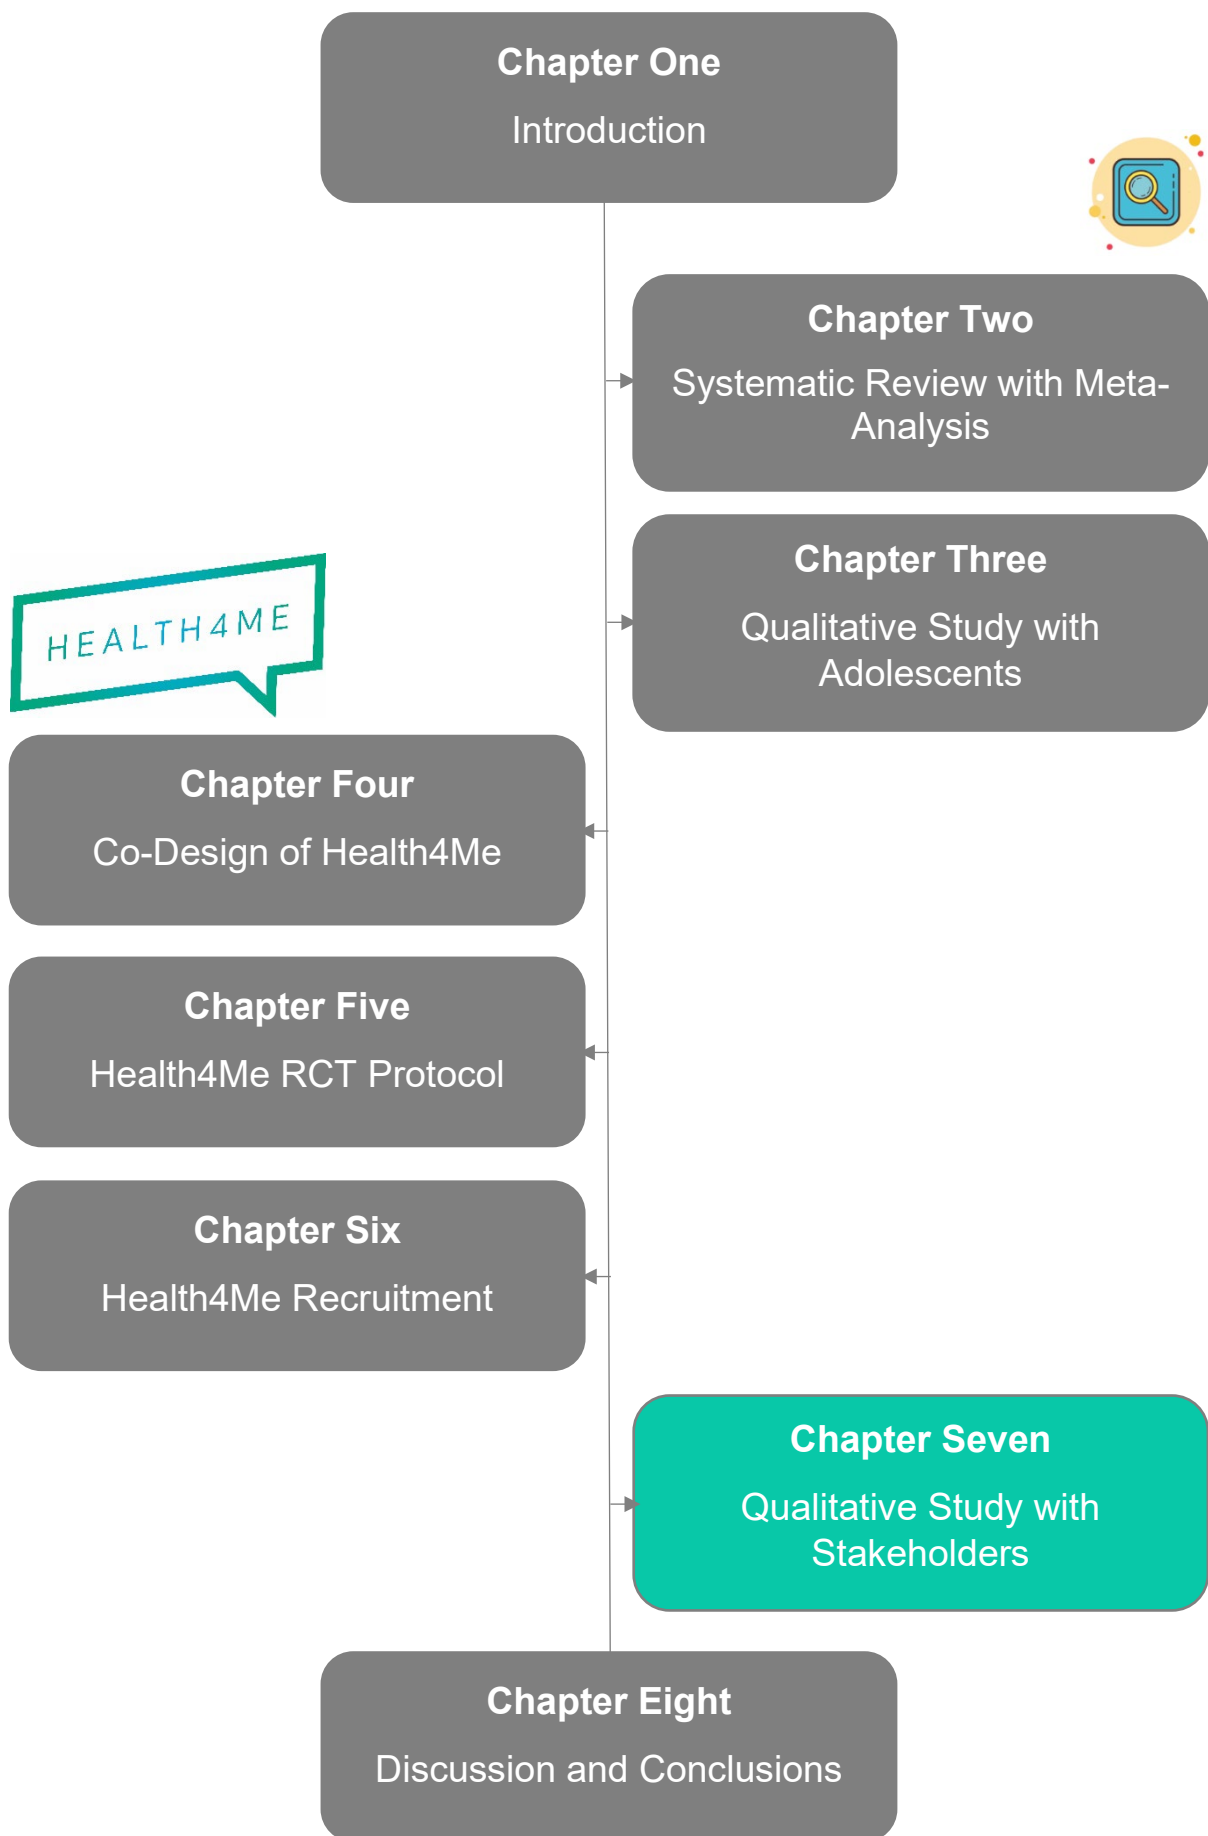 Chapter One
Introduction
Chapter Two
Systematic Review with Meta-
Analysis
Chapter Three
Qualitative Study with
Adolescents
HEALTH4ME
Chapter Four
Co-Design of Health4Me
Chapter Five
Health4Me RCT Protocol
Chapter Six
Health4Me Recruitment
Chapter Seven
Qualitative Study with
Stakeholders
Chapter Eight
Discussion and Conclusions